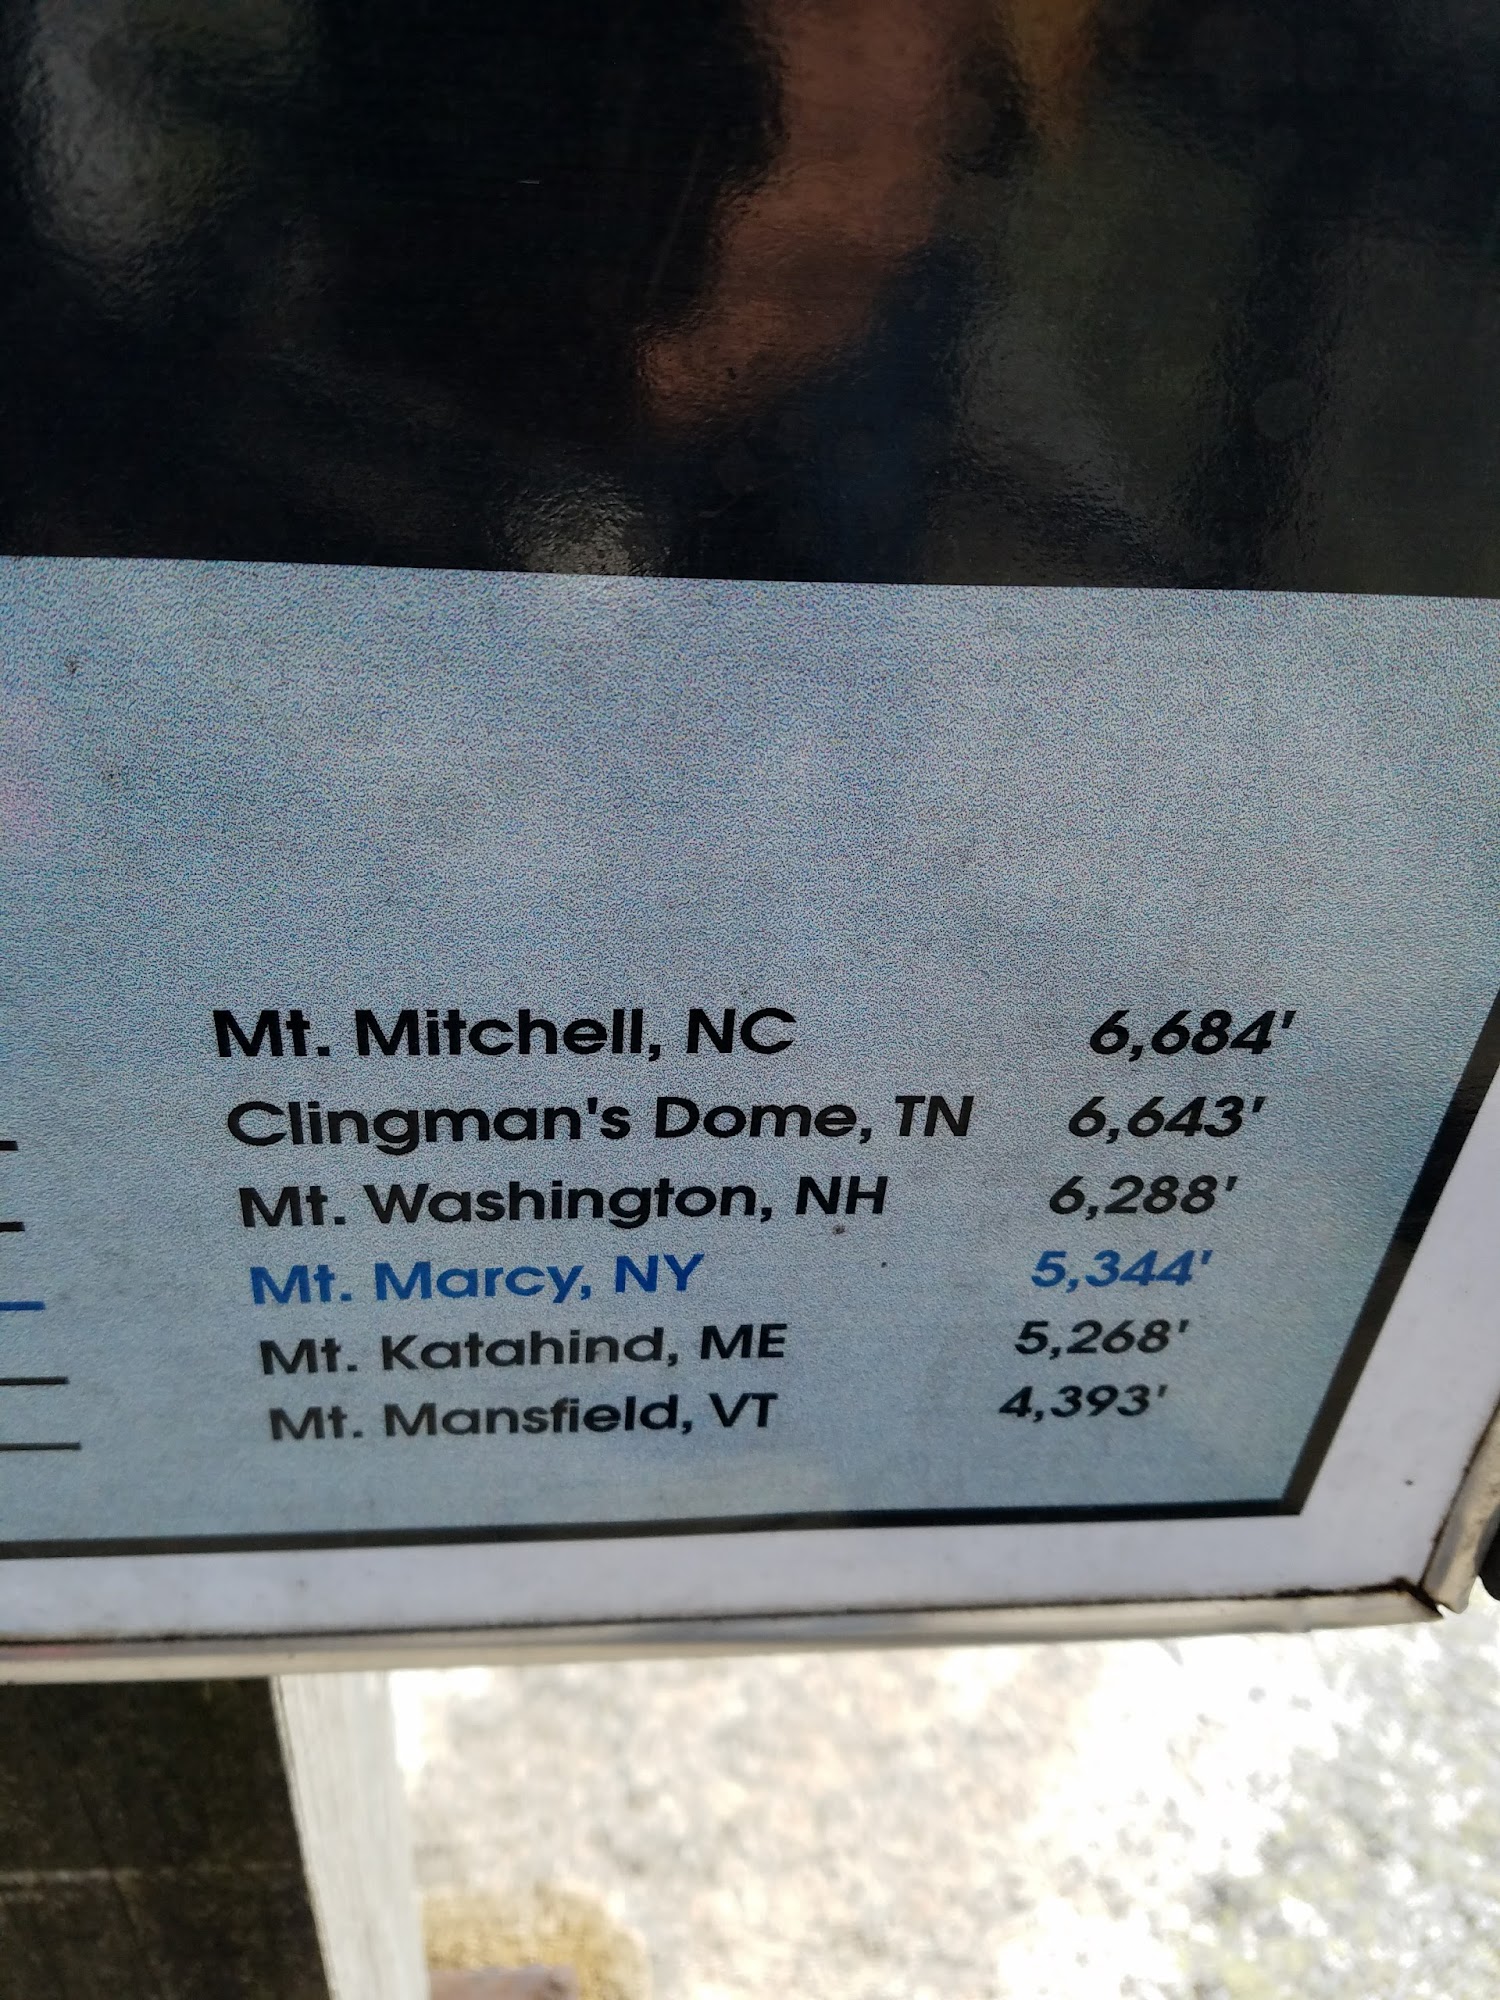 Mt. Mitchell, NC 6,684'
Clingman's Dome, TN 6,643'
Mt. Washington, NH 6,288'
Mt. Marcy, NY 5,344'
Mt. Katahind, ME 5,268'
Mt. Mansfield, VT 4,393'